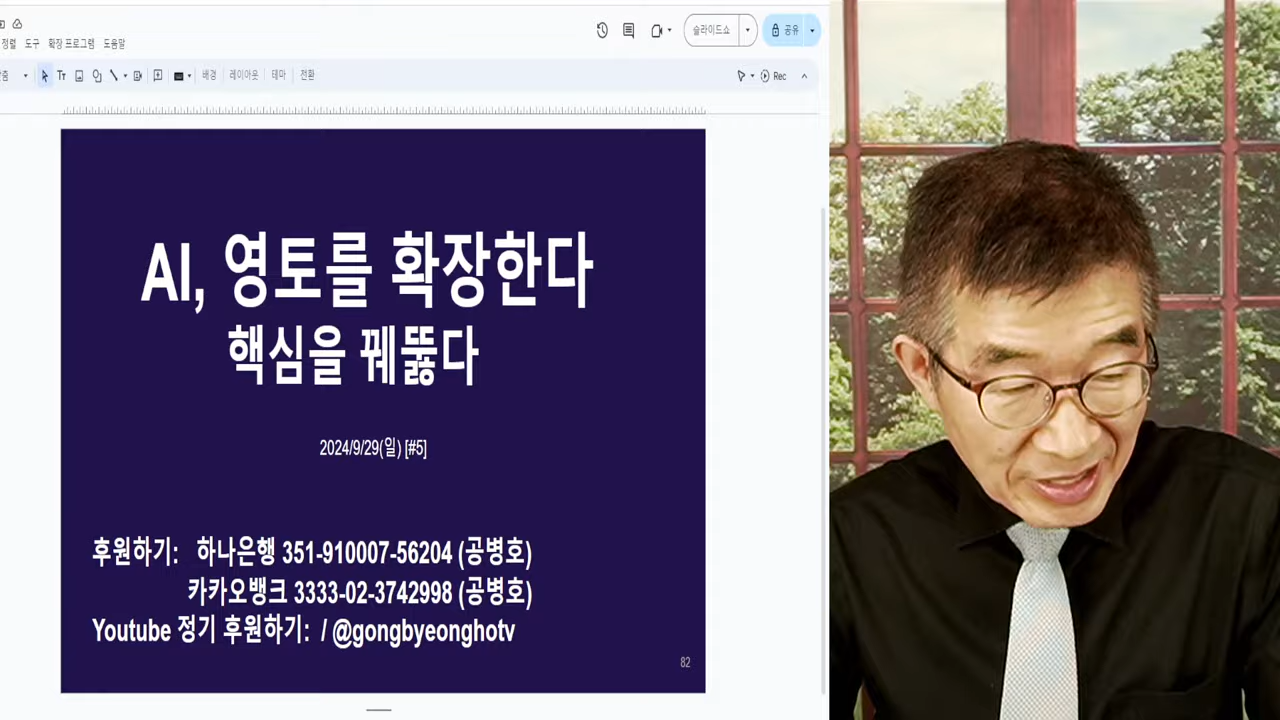 정렬 도구 확장 프로그램 도움말
슬라이드쇼
공유
Tт
배경 레이아웃 테마 전환
Rec
AI, 영토를 확장한다
핵심을 꿰뚫다
2024/9/29(일) [#5]
후원하기: 하나은행 351-910007-56204 (공병호)
카카오뱅크 3333-02-3742998 (공병호)
Youtube 정기 후원하기: / @gongbyeonghotv
82